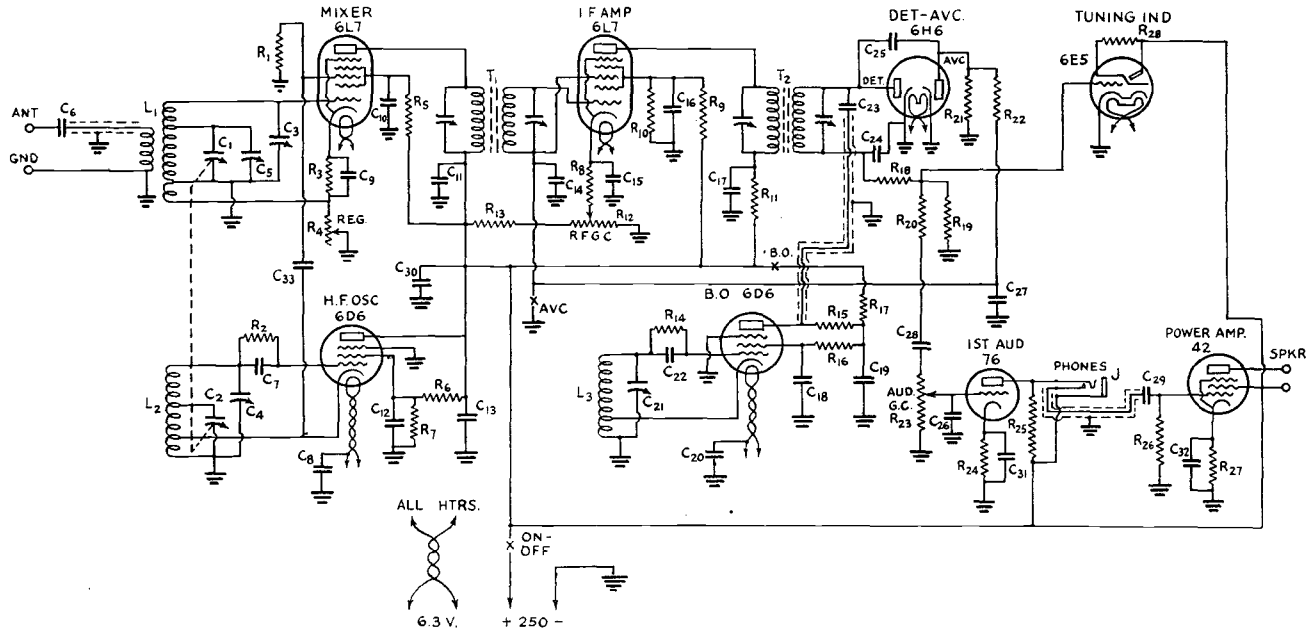 MIXER
6L7
I F AMP
6L7
DET-AVC.
6H6
TUNING IND
R28
6E5
R1
C25
AVC
DET.
ANT
C6
L1
C10
R5
T1
C16
R9
T2
C23
R21
R22
R10
C1
C3
C5
C24
GND
R3
C9
C11
C14
R8
C15
C17
R11
R18
R4
REG.
R13
R12
R F G C
R20
R19
C33
C30
B.O.
H.F. OSC
6D6
AVC
B.O 6D6
C27
R2
R14
R15
R17
R16
C28
1ST AUD
76
POWER AMP.
42
SPKR
C7
C22
PHONES
J
C29
L2
C2
C4
R6
L3
C21
C18
C19
AUD.
G.C.
R23
C12
R7
C13
C26
R25
C8
C20
R24
C31
R26
C32
R27
ALL HTRS.
ON-
OFF
6.3 V.
+ 250 -